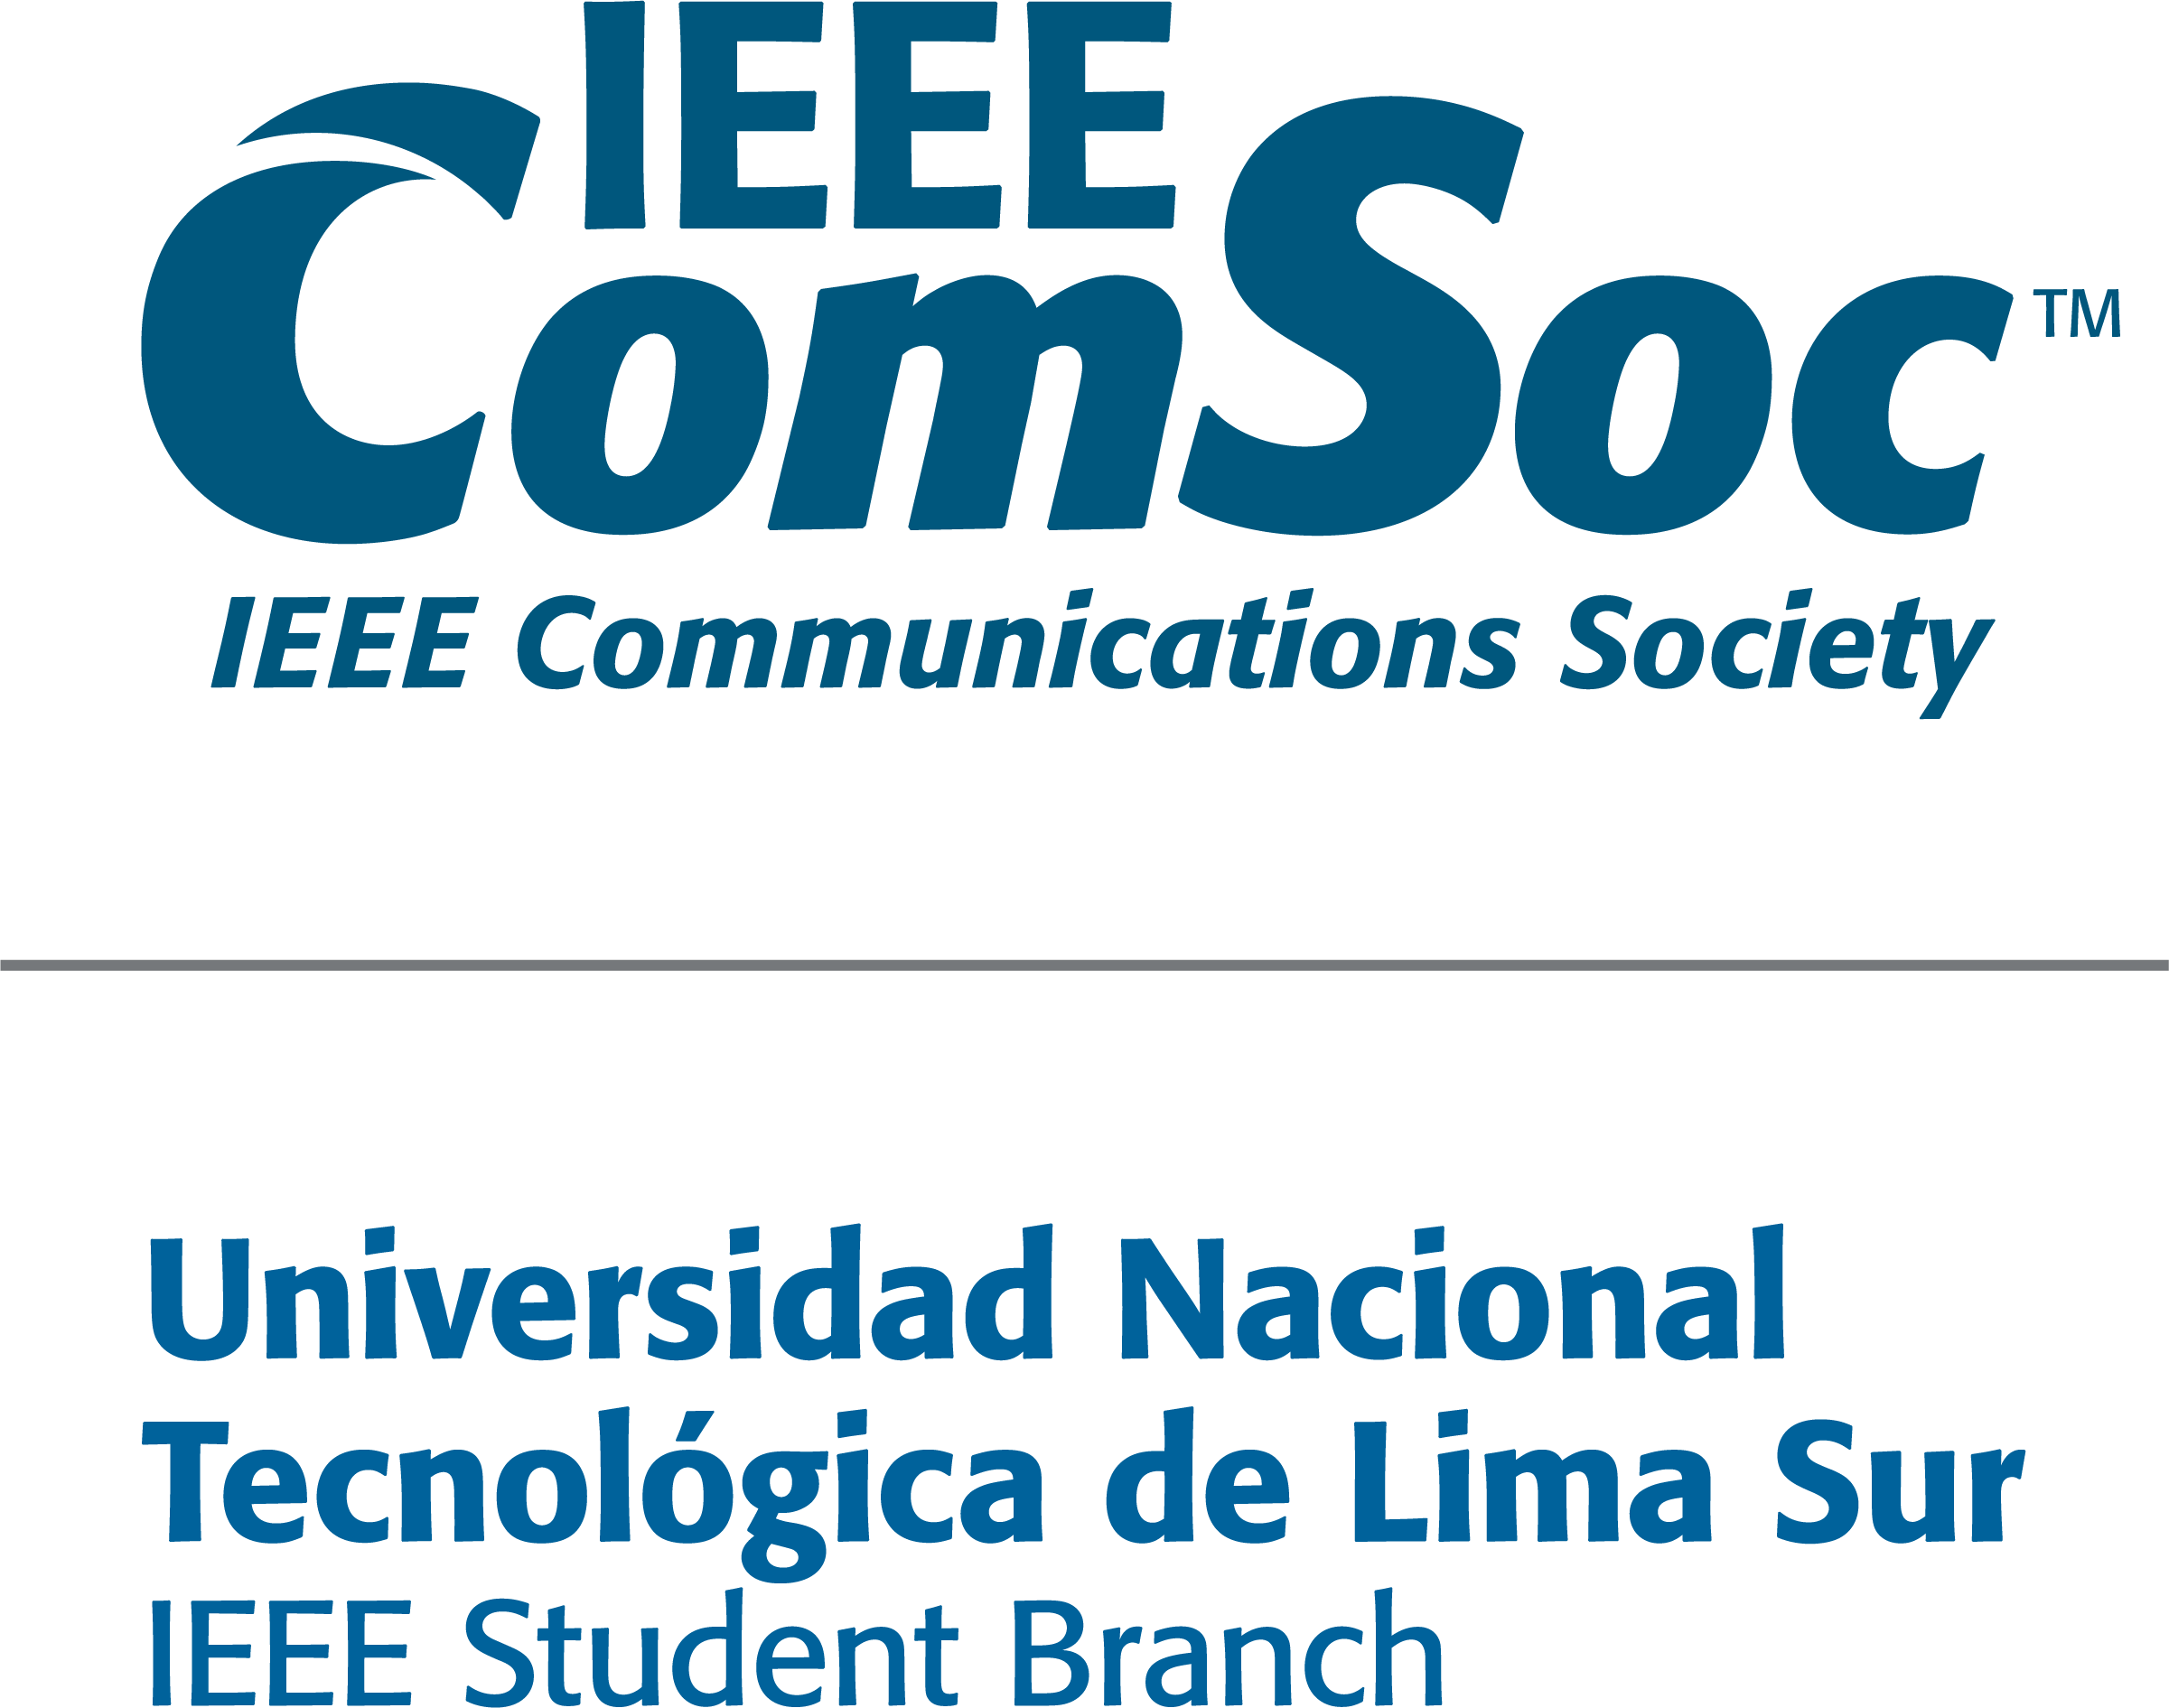 IEEE
ComSoc™
IEEE Communications Society
Universidad Nacional
Tecnológica de Lima Sur
IEEE Student Branch